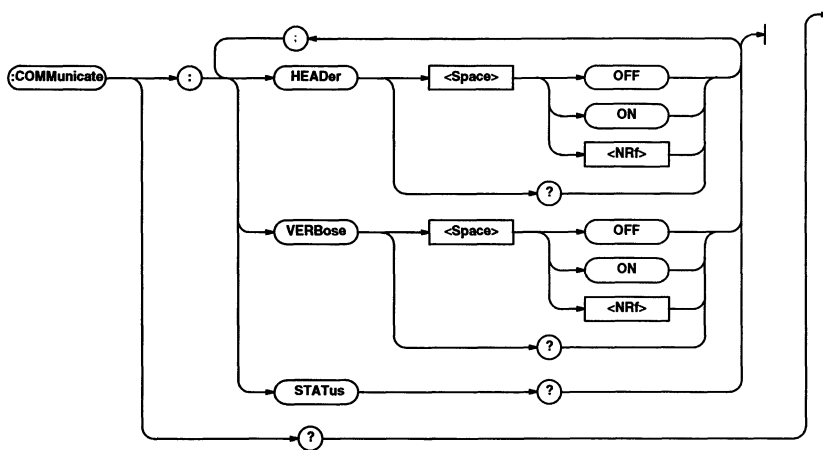 ;
:COMMunicate : HEADer <Space> OFF
ON
<NRf>
?
VERBose <Space> OFF
ON
<NRf>
?
STATus ?
?